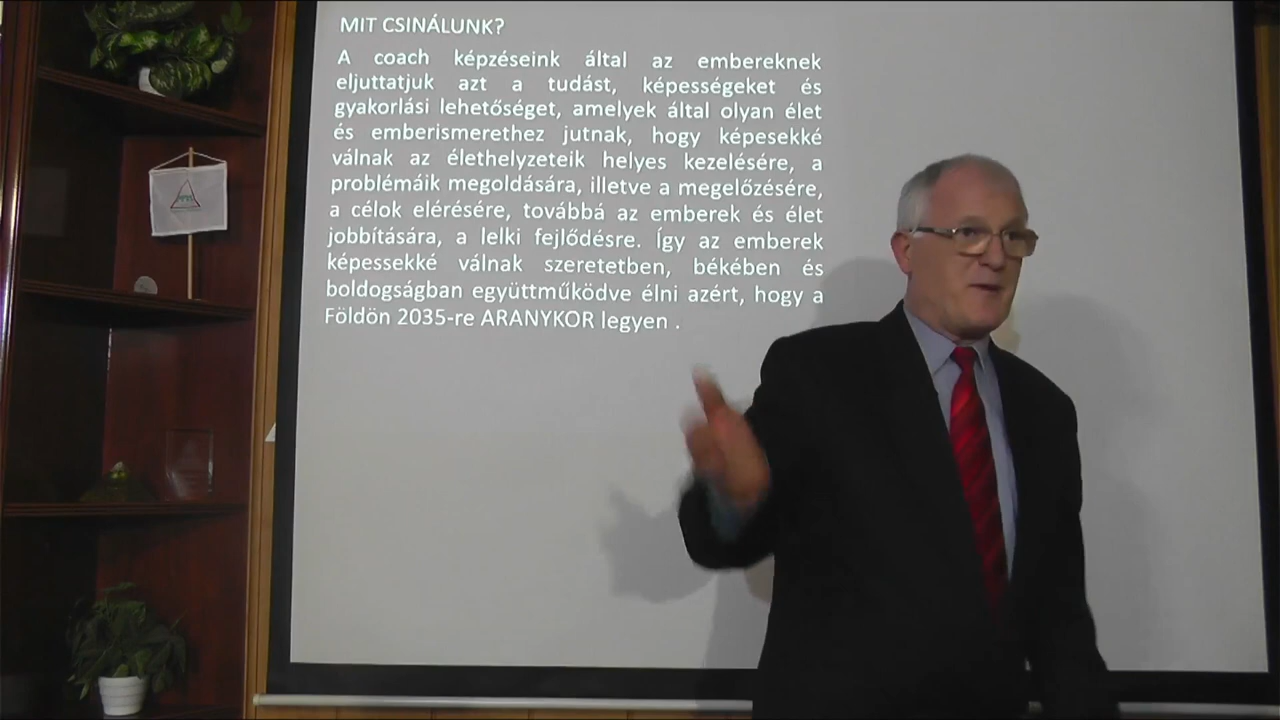 MIT CSINÁLUNK?
A coach képzéseink által az embereknek
eljuttatjuk azt a tudást, képességeket és
gyakorlási lehetőséget, amelyek által olyan élet
és emberismerethez jutnak, hogy képesekké
válnak az élethelyzeteik helyes kezelésére, a
problémáik megoldására, illetve a megelőzésére,
a célok elérésére, továbbá az emberek és élet
jobbítására, a lelki fejlődésre. Így az emberek
képessekké válnak szeretetben, békében és
boldogságban együttműködve élni azért, hogy a
Földön 2035-re ARANYKOR legyen .